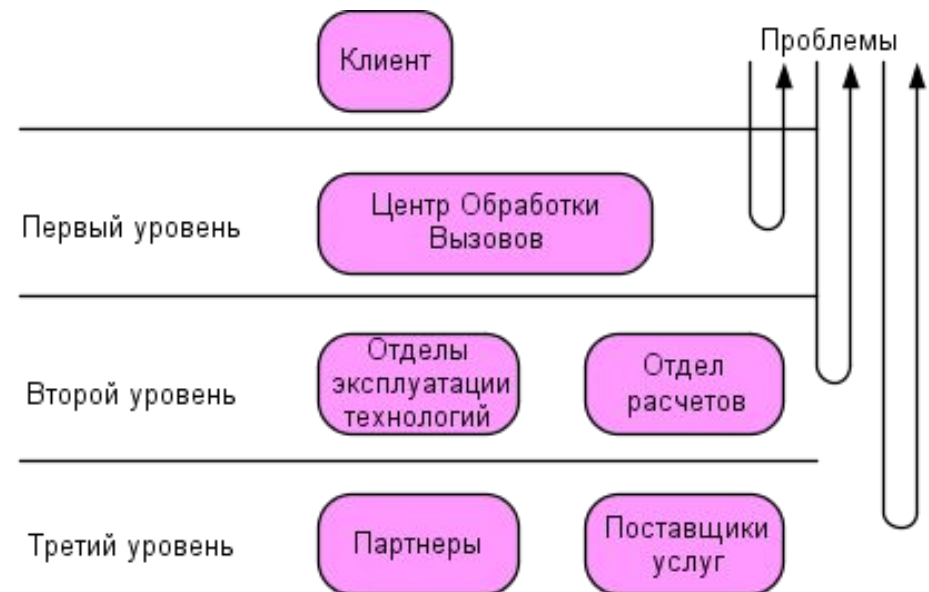 Проблемы
Клиент
Первый уровень
Центр Обработки
Вызовов
Второй уровень
Отделы
эксплуатации
технологий
Отдел
расчетов
Третий уровень
Партнеры
Поставщики
услуг